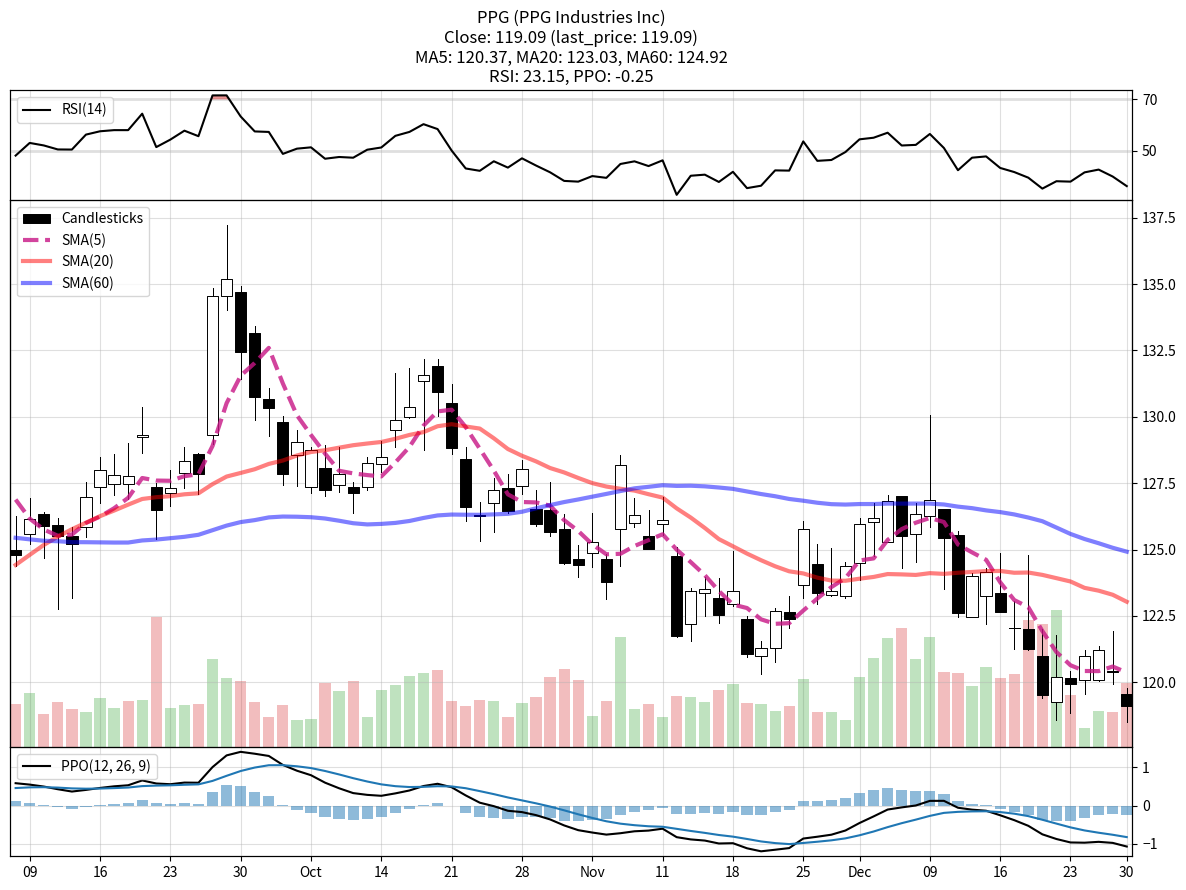 PPG (PPG Industries Inc)
Close: 119.09 (last_price: 119.09)
MA5: 120.37, MA20: 123.03, MA60: 124.92
RSI: 23.15, PPO: -0.25
RSI(14)
70
50
Candlesticks
SMA(5)
SMA(20)
SMA(60)
137.5
135.0
132.5
130.0
127.5
125.0
122.5
120.0
PPO(12, 26, 9)
1
0
−1
09 16 23 30 Oct 14 21 28 Nov 11 18 25 Dec 09 16 23 30